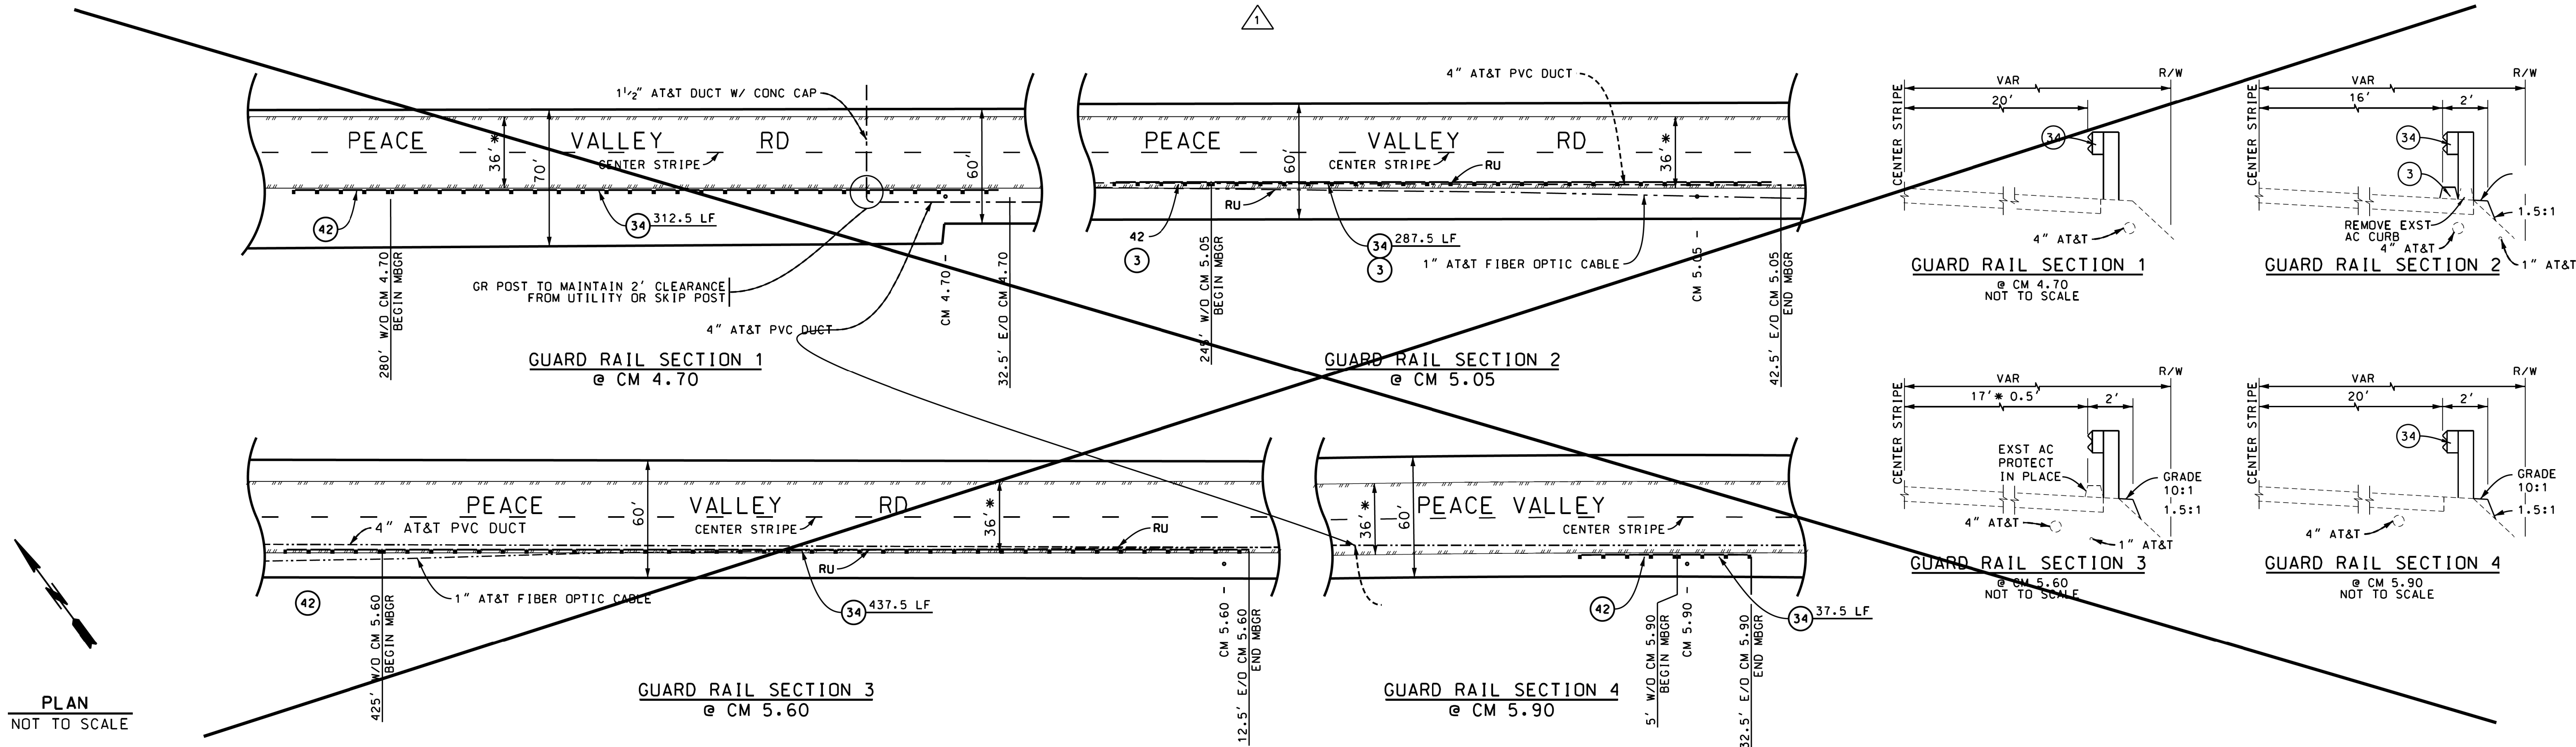 1
1 1/2" AT&T DUCT W/ CONC CAP
PEACE VALLEY RD
CENTER STRIPE
36'*
70'
60'
42
34 312.5 LF
GR POST TO MAINTAIN 2' CLEARANCE
FROM UTILITY OR SKIP POST
280' W/O CM 4.70
BEGIN MBGR
CM 4.70
32.5' E/O CM 4.70
4" AT&T PVC DUCT
GUARD RAIL SECTION 1
@ CM 4.70
4" AT&T PVC DUCT
PEACE VALLEY RD
CENTER STRIPE
RU
60'
36'*
RU
42
3
34 287.5 LF
3
1" AT&T FIBER OPTIC CABLE
BEGIN MBGR
CM 5.05
42.5' E/O CM 5.05
END MBGR
GUARD RAIL SECTION 2
@ CM 5.05
CENTER STRIPE
VAR
R/W
20'
34
4" AT&T
GUARD RAIL SECTION 1
@ CM 4.70
NOT TO SCALE
CENTER STRIPE
VAR
R/W
16'
2'
34
3
REMOVE EXST
AC CURB
4" AT&T
1.5:1
1" AT&T
GUARD RAIL SECTION 2
PEACE VALLEY RD
4" AT&T PVC DUCT
CENTER STRIPE
60'
36'*
RU
RU
42
1" AT&T FIBER OPTIC CABLE
34 437.5 LF
425' W/O CM 5.60
BEGIN MBGR
CM 5.60
12.5' E/O CM 5.60
END MBGR
GUARD RAIL SECTION 3
@ CM 5.60
PEACE VALLEY
CENTER STRIPE
36'*
60'
42
34 37.5 LF
5' W/O CM 5.90
BEGIN MBGR
CM 5.90
32.5' E/O CM 5.90
END MBGR
GUARD RAIL SECTION 4
@ CM 5.90
CENTER STRIPE
VAR
R/W
17'* 0.5'
2'
EXST AC
PROTECT
IN PLACE
GRADE
10:1
1.5:1
4" AT&T
1" AT&T
GUARD RAIL SECTION 3
@ CM 5.60
NOT TO SCALE
CENTER STRIPE
VAR
R/W
20'
2'
34
GRADE
10:1
1.5:1
4" AT&T
GUARD RAIL SECTION 4
@ CM 5.90
NOT TO SCALE
PLAN
NOT TO SCALE